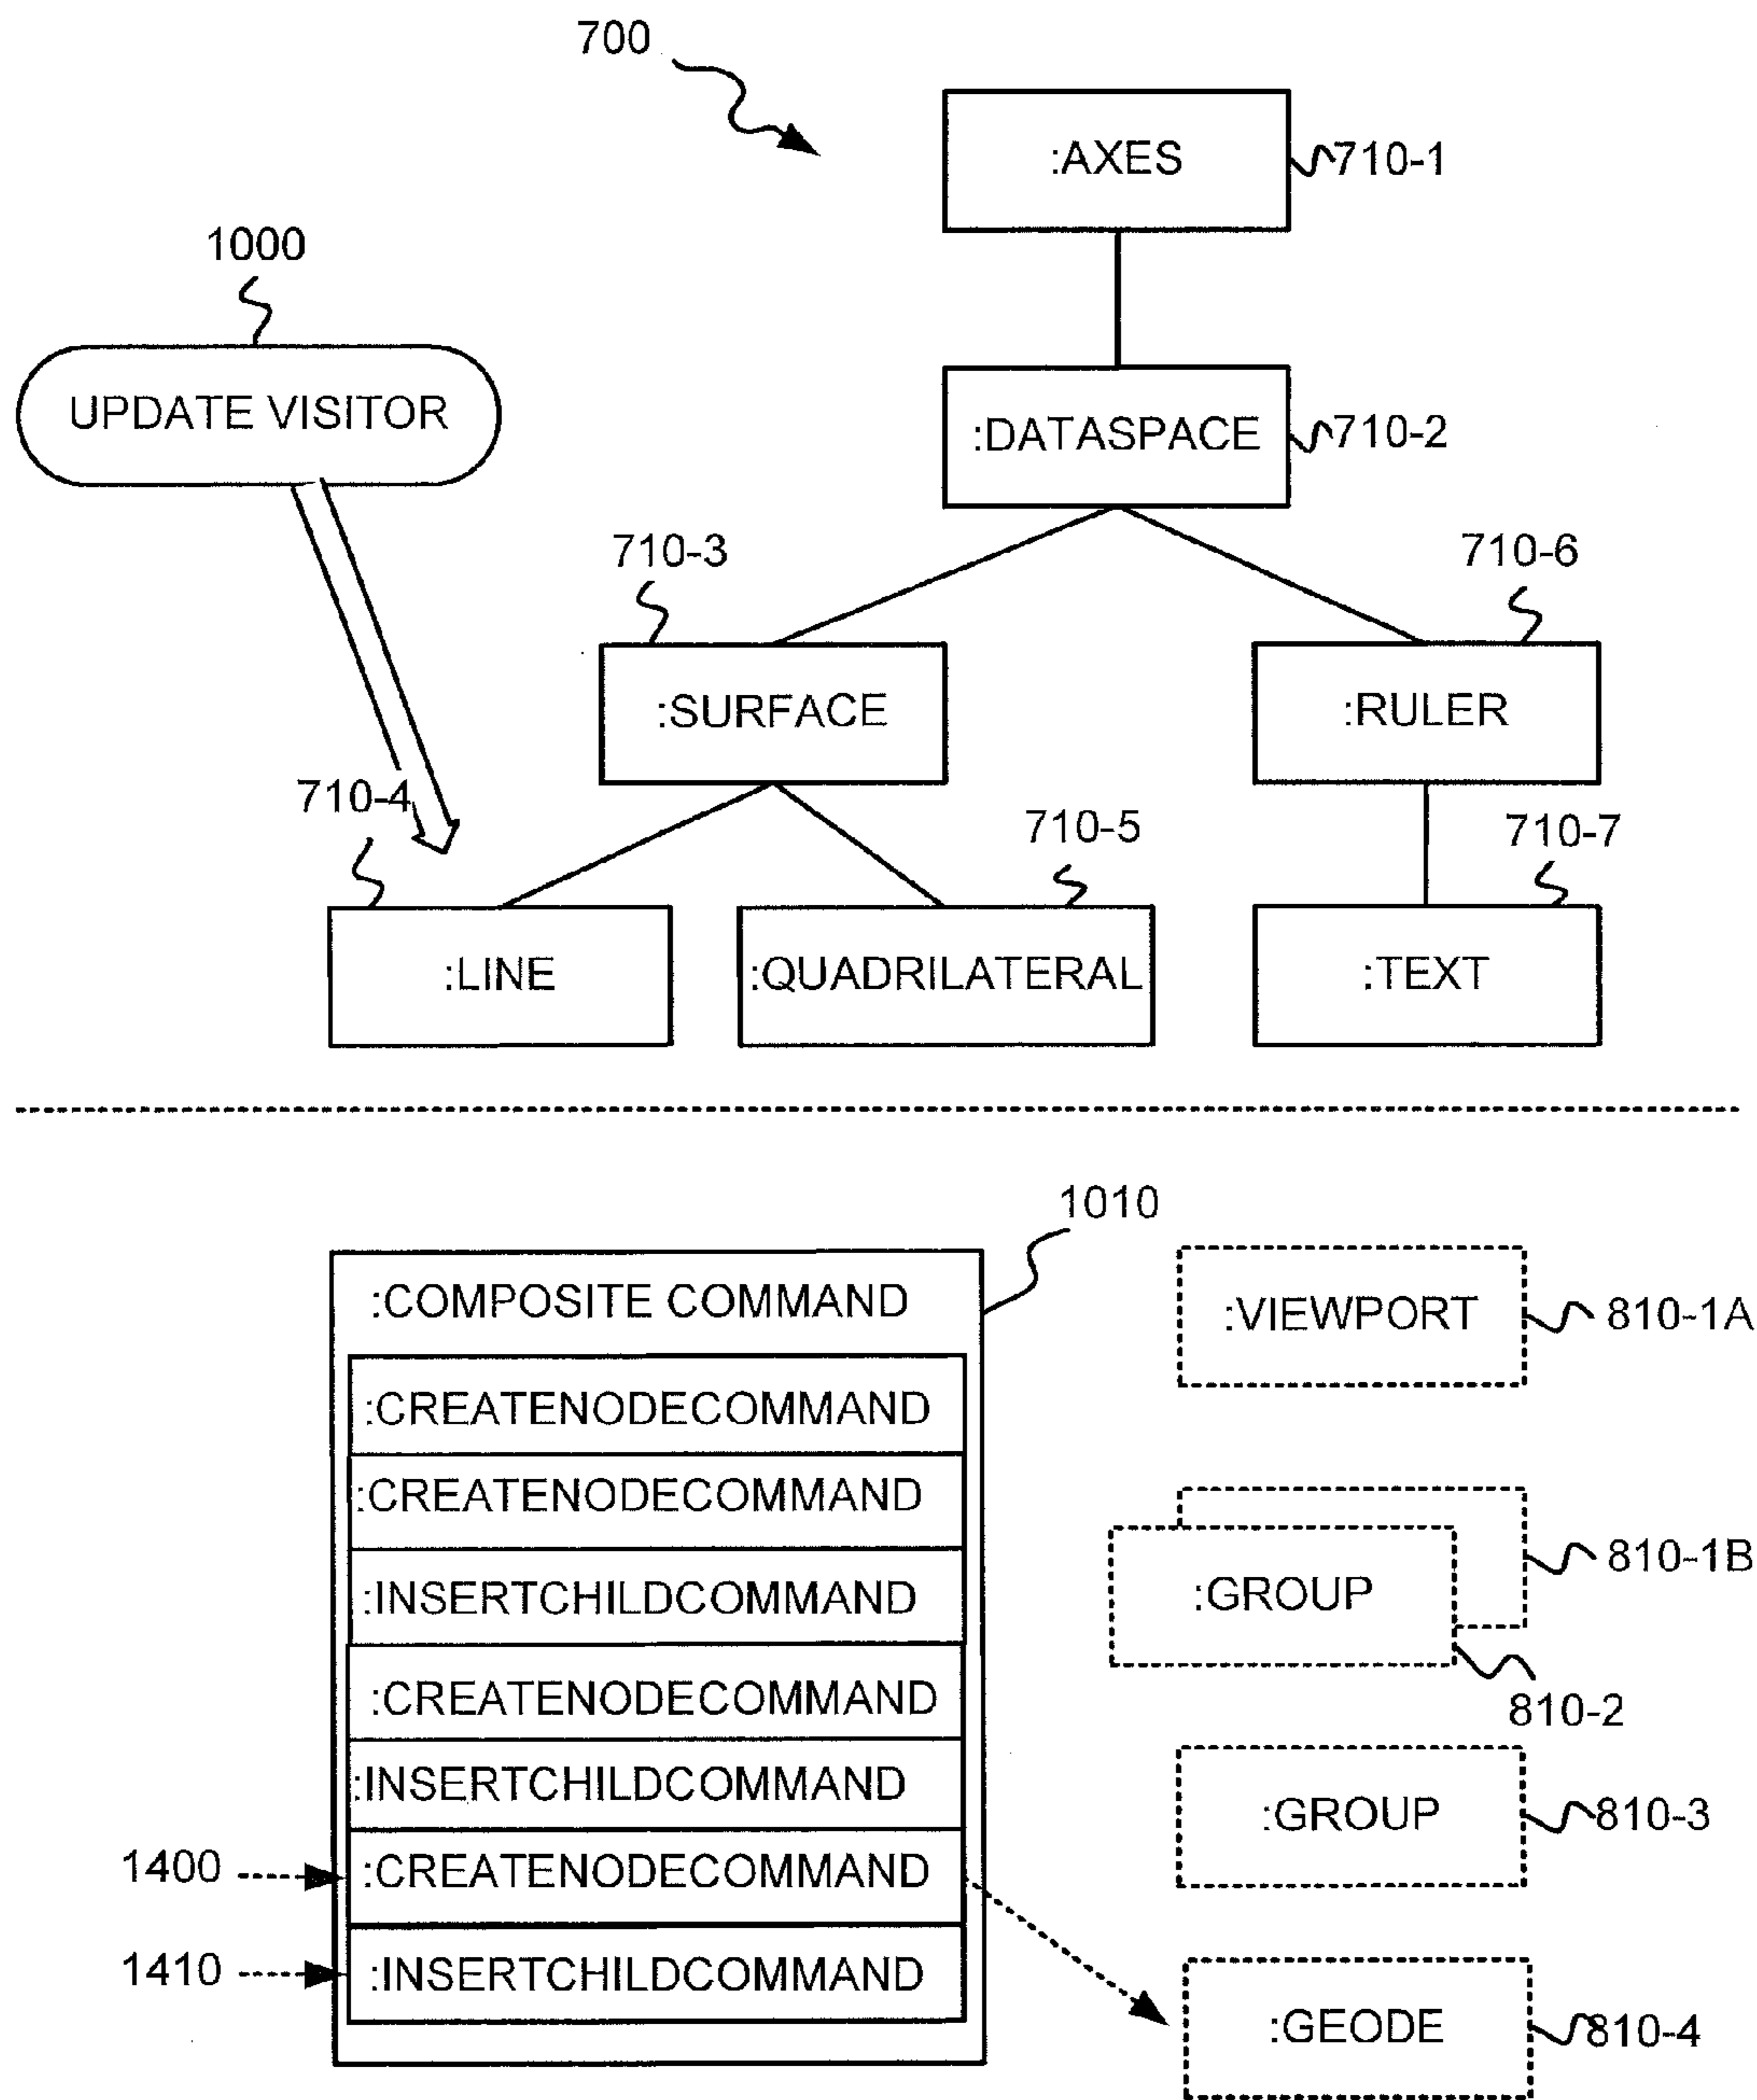 700
:AXES
710-1
1000
UPDATE VISITOR
:DATASPACE
710-2
710-3
710-6
:SURFACE
:RULER
710-4
710-5
710-7
:LINE
:QUADRILATERAL
:TEXT
1010
:COMPOSITE COMMAND
:CREATENODECOMMAND
:CREATENODECOMMAND
:INSERTCHILDCOMMAND
:CREATENODECOMMAND
:INSERTCHILDCOMMAND
1400
:CREATENODECOMMAND
1410
:INSERTCHILDCOMMAND
:VIEWPORT
810-1A
810-1B
:GROUP
810-2
:GROUP
810-3
:GEODE
810-4